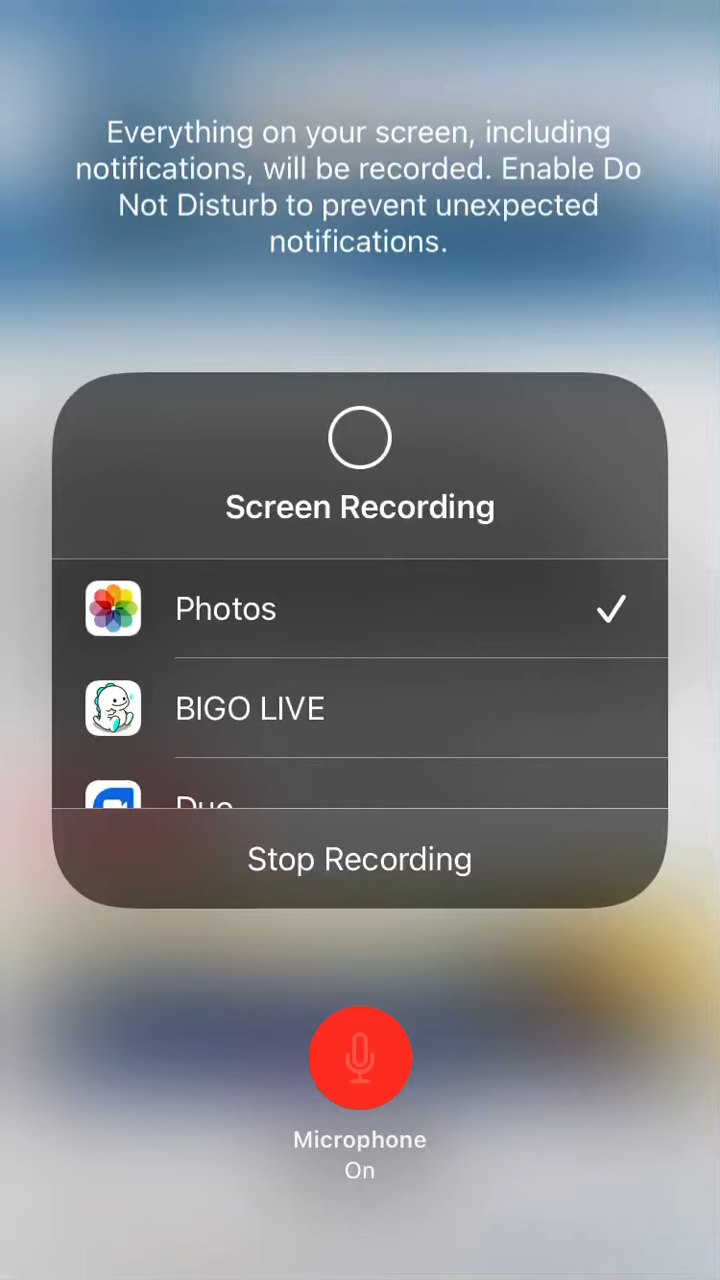 Everything on your screen, including
notifications, will be recorded. Enable Do
Not Disturb to prevent unexpected
notifications.
Screen Recording
Photos
BIGO LIVE
Duo
Stop Recording
Microphone
On